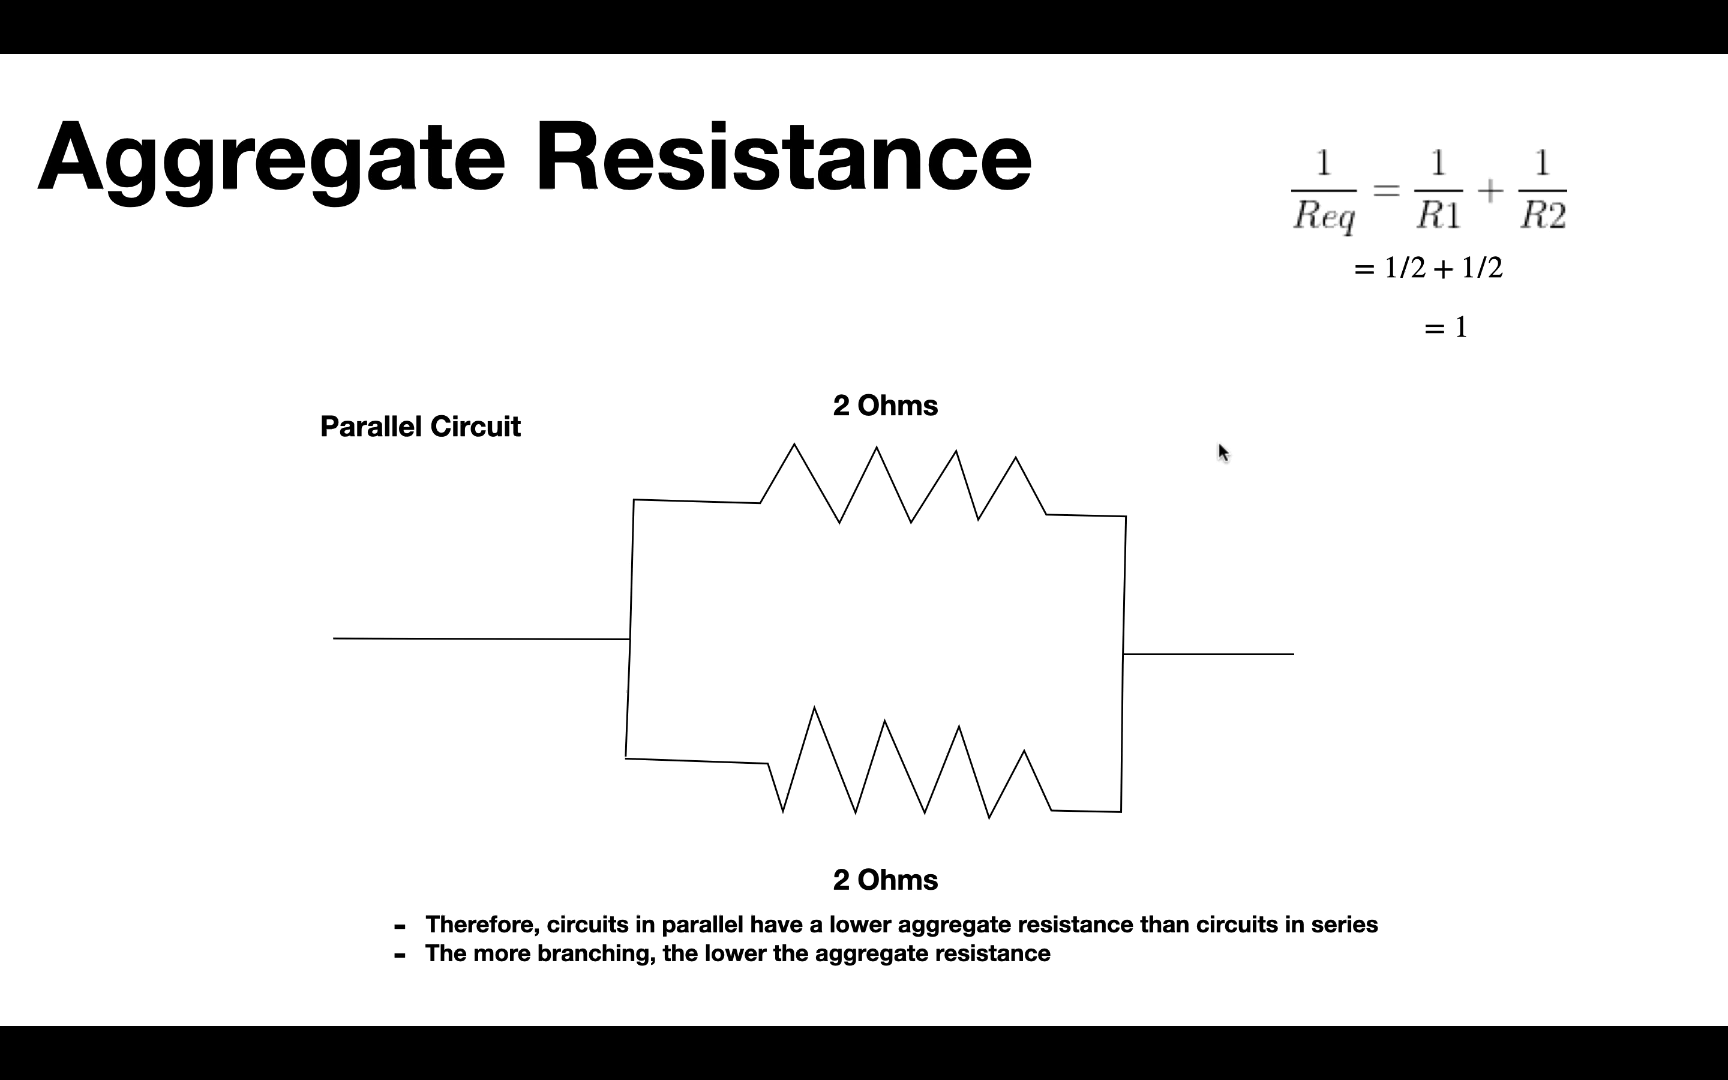 Aggregate Resistance
1/Req = 1/R1 + 1/R2
= 1/2 + 1/2
= 1
2 Ohms
Parallel Circuit
2 Ohms
- Therefore, circuits in parallel have a lower aggregate resistance than circuits in series
- The more branching, the lower the aggregate resistance